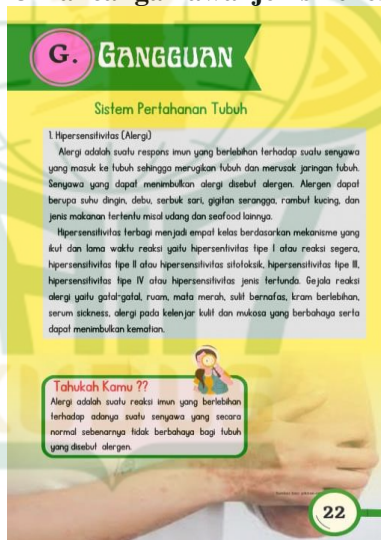 G. GANGGUAN
Sistem Pertahanan Tubuh
1. Hipersensitivitas (Alergi)
Alergi adalah suatu respons imun yang berlebihan terhadap suatu senyawa
yang masuk ke tubuh sehingga merugikan tubuh dan merusak jaringan tubuh.
Senyawa yang dapat menimbulkan alergi disebut alergen. Alergen dapat
berupa suhu dingin, debu, serbuk sari, gigitan serangga, rambut kucing, dan
jenis makanan tertentu misal udang dan seafood lainnya.
Hipersensitivitas terbagi menjadi empat kelas berdasarkan mekanisme yang
ikut dan lama waktu reaksi yaitu hipersentivitas tipe I atau reaksi segera,
hipersensitivitas tipe II atau hipersensitivitas sitotoksik, hipersensitivitas tipe III,
hipersensitivitas tipe IV atau hipersensitivitas jenis tertunda. Gejala reaksi
alergi yaitu gatal-gatal, ruam, mata merah, sulit bernafas, kram berlebihan,
serum sickness, alergi pada kelenjar kulit dan mukosa yang berbahaya serta
dapat menimbulkan kematian.
Tahukah Kamu ??
Alergi adalah suatu reaksi imun yang berlebihan
terhadap adanya suatu senyawa yang secara
normal sebenarnya tidak berbahaya bagi tubuh
yang disebut alergen.
22